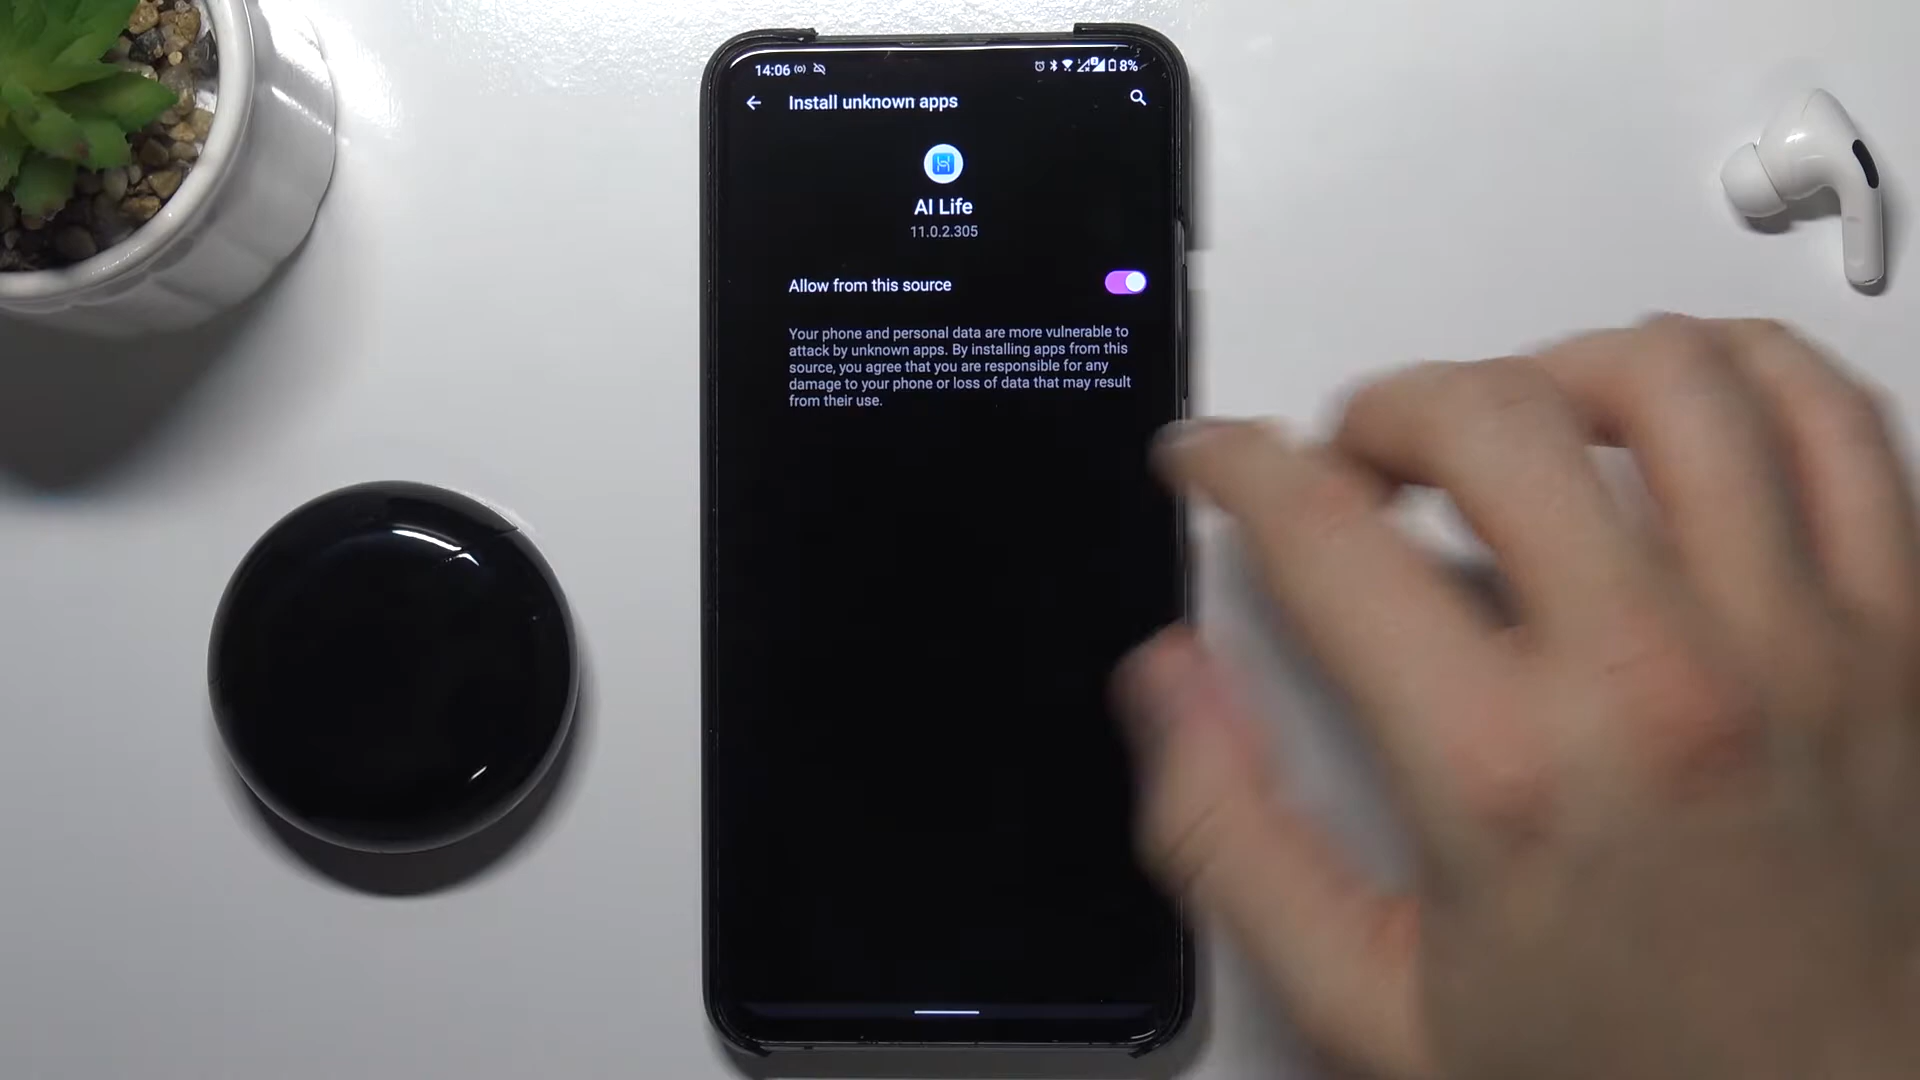 14:06
8%
Install unknown apps
AI Life
11.0.2.305
Allow from this source
Your phone and personal data are more vulnerable to
attack by unknown apps. By installing apps from this
source, you agree that you are responsible for any
damage to your phone or loss of data that may result
from their use.